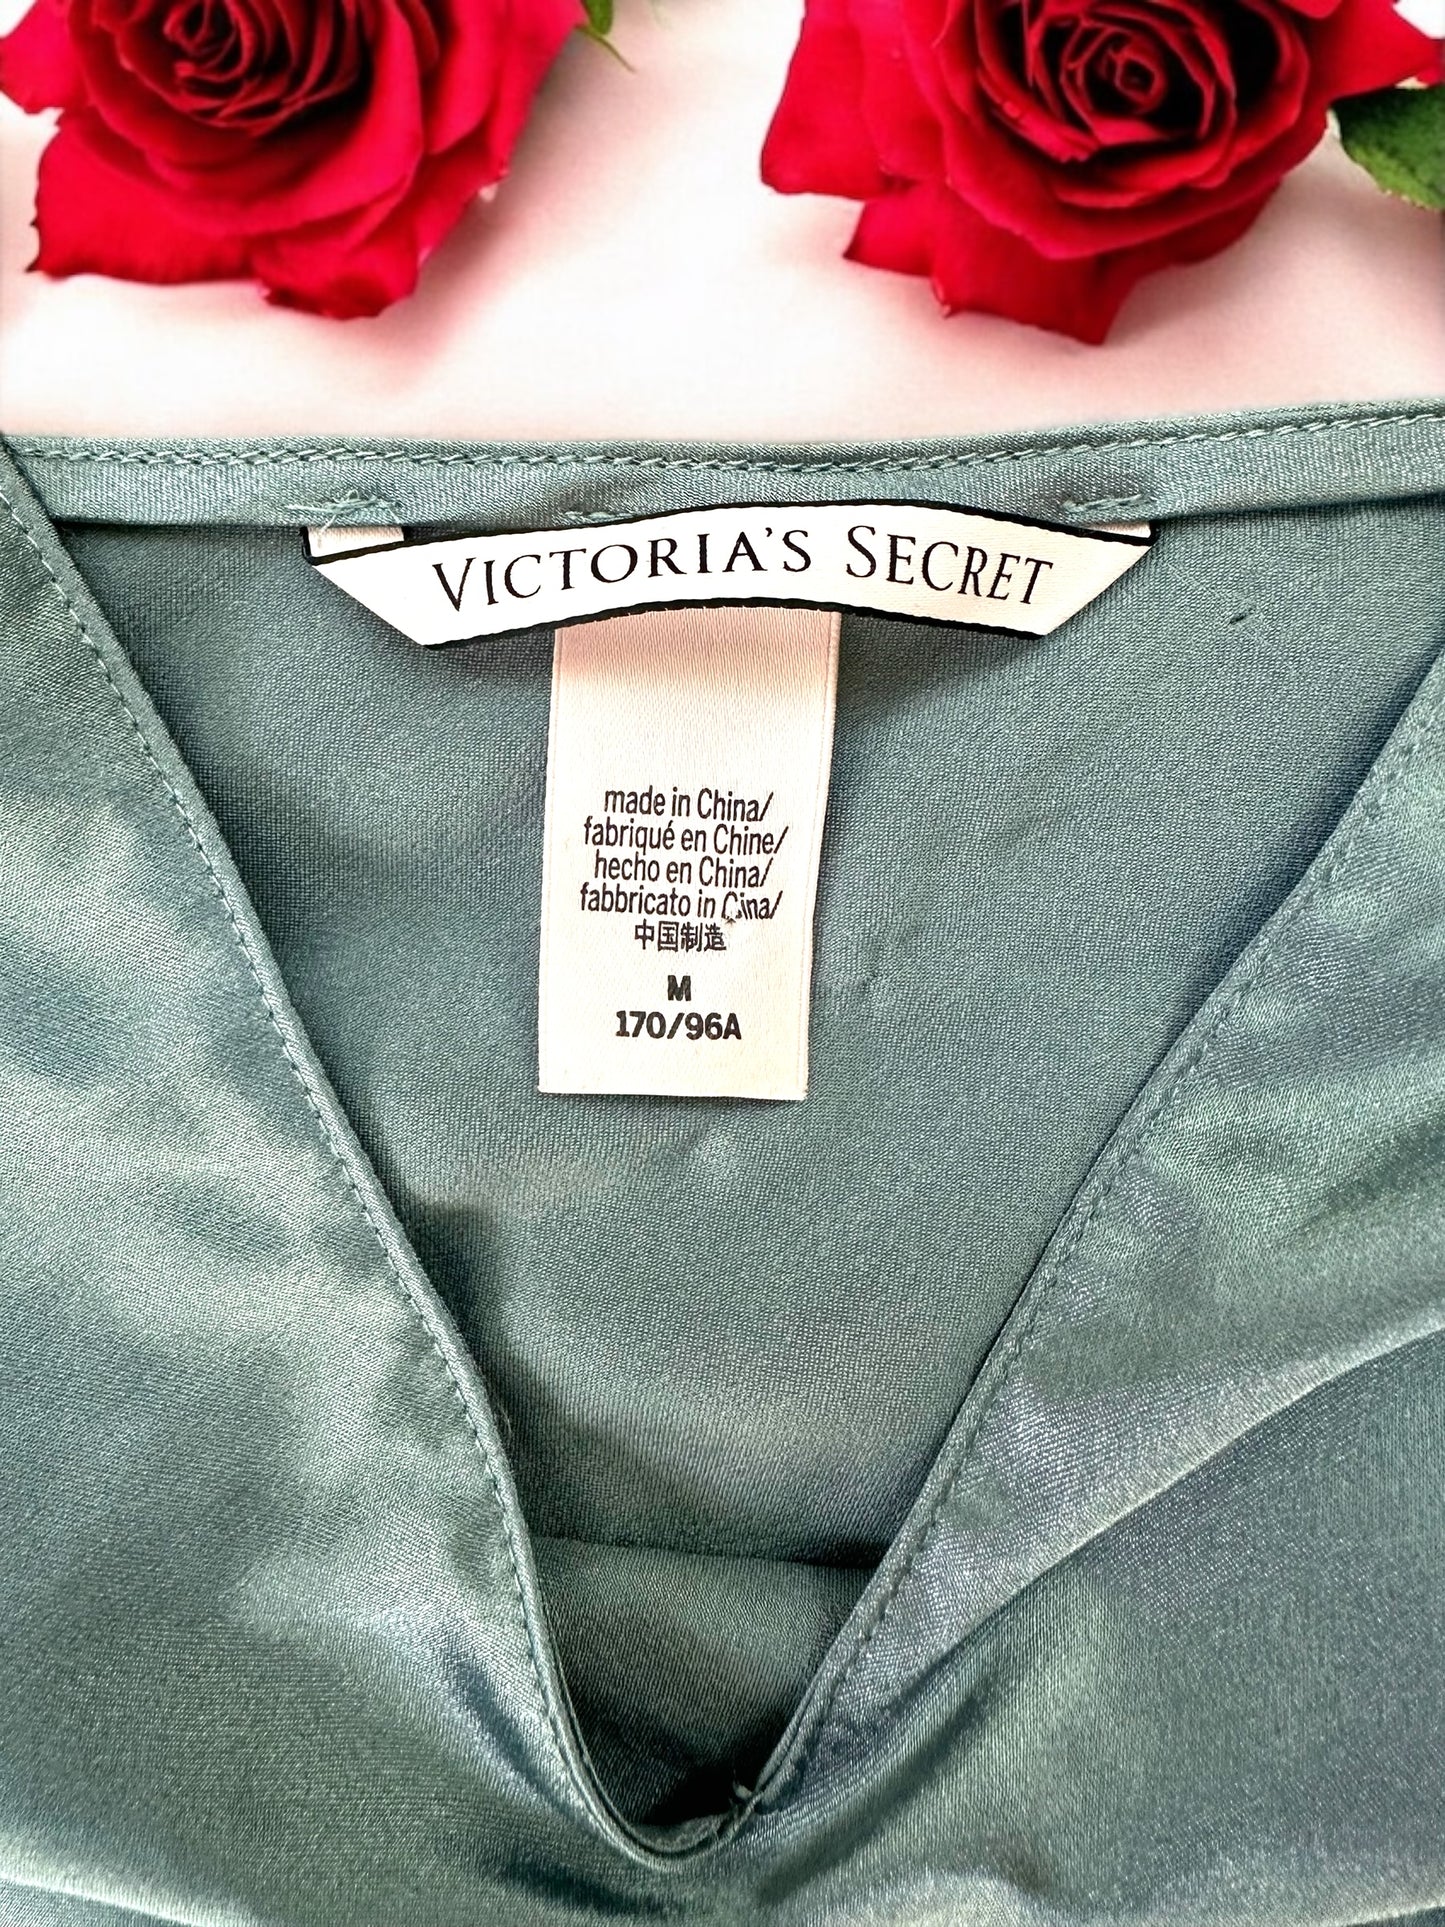 VICTORIA'S SECRET
made in China/
fabriqué en Chine/
hecho en China/
fabbricato in Cina/
中国制造
M
170/96A